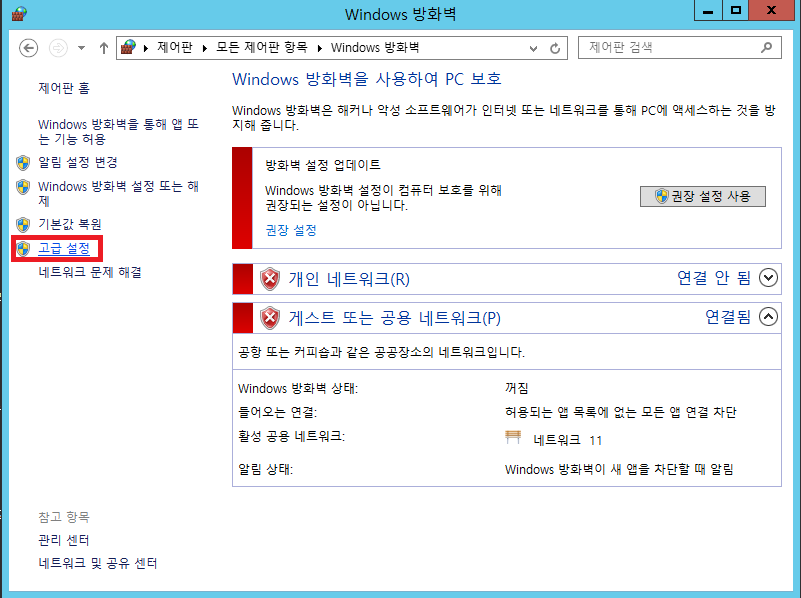 Windows 방화벽
제어판 모든 제어판 항목 Windows 방화벽
제어판 검색
제어판 홈
Windows 방화벽을 통해 앱 또
는 기능 허용
알림 설정 변경
Windows 방화벽 설정 또는 해
제
기본값 복원
고급 설정
네트워크 문제 해결
참고 항목
관리 센터
네트워크 및 공유 센터
Windows 방화벽을 사용하여 PC 보호
Windows 방화벽은 해커나 악성 소프트웨어가 인터넷 또는 네트워크를 통해 PC에 액세스하는 것을 방
지해 줍니다.
방화벽 설정 업데이트
Windows 방화벽 설정이 컴퓨터 보호를 위해
권장되는 설정이 아닙니다.
권장 설정 사용
권장 설정
개인 네트워크(R) 연결 안 됨
게스트 또는 공용 네트워크(P) 연결됨
공항 또는 커피숍과 같은 공공장소의 네트워크입니다.
Windows 방화벽 상태: 꺼짐
들어오는 연결: 허용되는 앱 목록에 없는 모든 앱 연결 차단
활성 공용 네트워크: 네트워크 11
알림 상태: Windows 방화벽이 새 앱을 차단할 때 알림